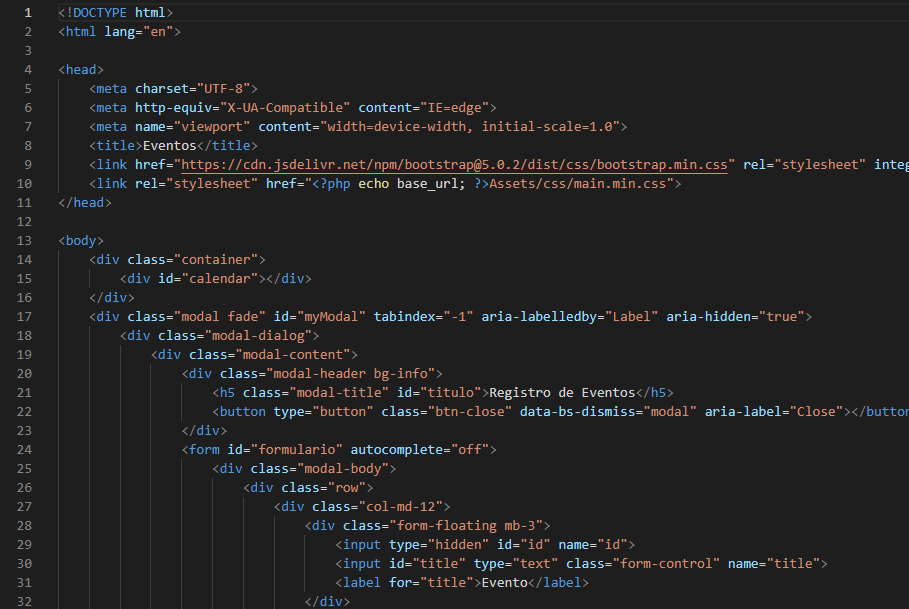 1 <!DOCTYPE html>
2 <html lang="en">
3
4 <head>
5 <meta charset="UTF-8">
6 <meta http-equiv="X-UA-Compatible" content="IE=edge">
7 <meta name="viewport" content="width=device-width, initial-scale=1.0">
8 <title>Eventos</title>
9 <link href="https://cdn.jsdelivr.net/npm/bootstrap@5.0.2/dist/css/bootstrap.min.css" rel="stylesheet" integ
10 <link rel="stylesheet" href="<?php echo base_url; ?>Assets/css/main.min.css">
11 </head>
12
13 <body>
14 <div class="container">
15 <div id="calendar"></div>
16 </div>
17 <div class="modal fade" id="myModal" tabindex="-1" aria-labelledby="Label" aria-hidden="true">
18 <div class="modal-dialog">
19 <div class="modal-content">
20 <div class="modal-header bg-info">
21 <h5 class="modal-title" id="titulo">Registro de Eventos</h5>
22 <button type="button" class="btn-close" data-bs-dismiss="modal" aria-label="Close"></button
23 </div>
24 <form id="formulario" autocomplete="off">
25 <div class="modal-body">
26 <div class="row">
27 <div class="col-md-12">
28 <div class="form-floating mb-3">
29 <input type="hidden" id="id" name="id">
30 <input id="title" type="text" class="form-control" name="title">
31 <label for="title">Evento</label>
32 </div>